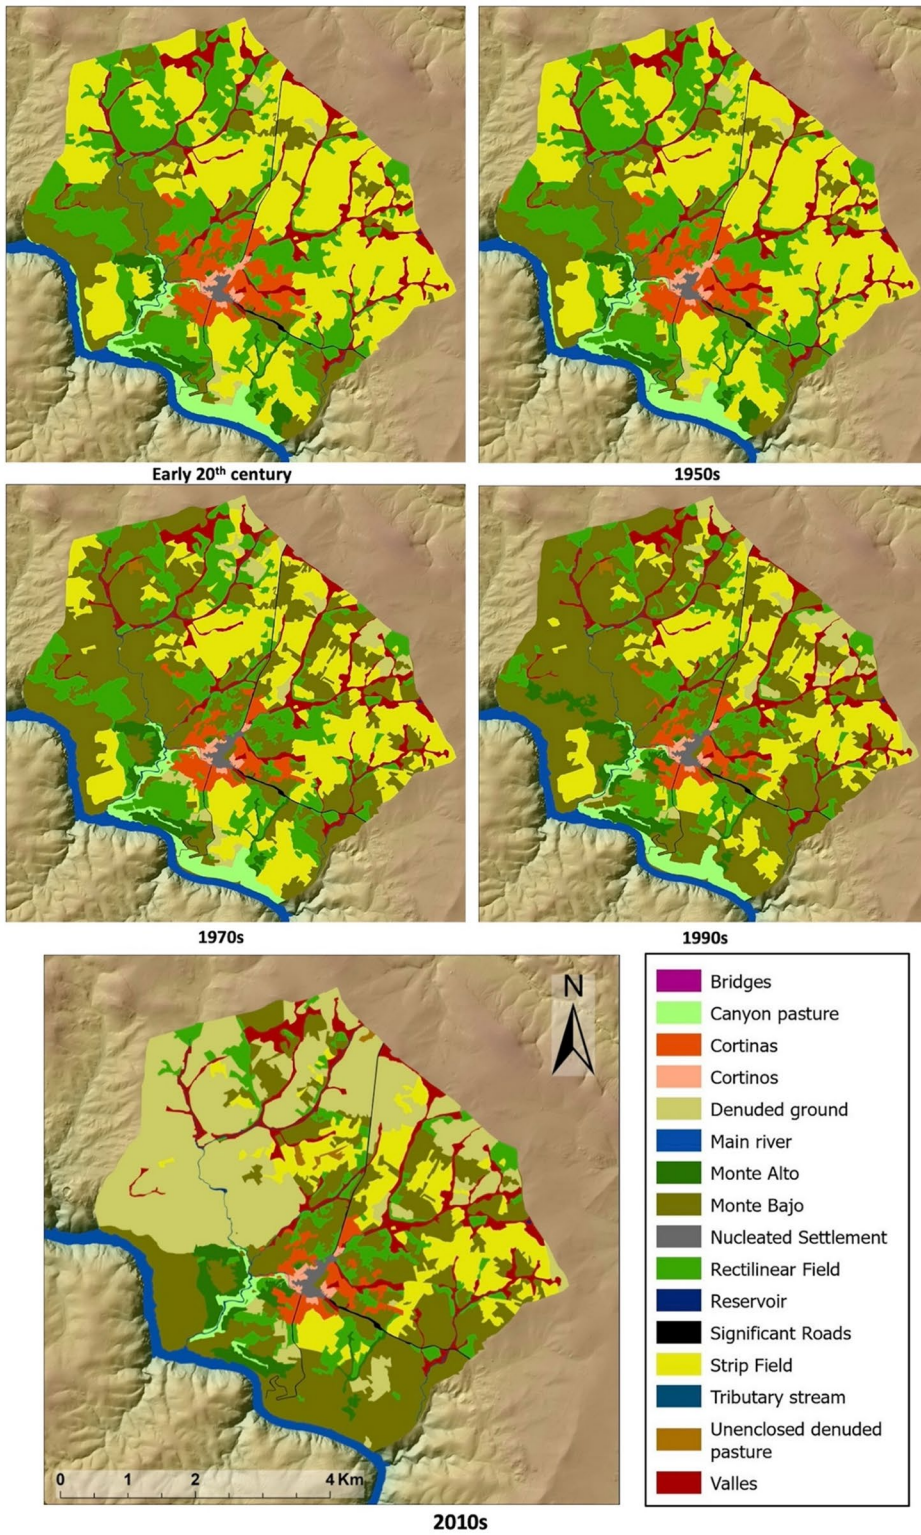 Early 20th century
1950s
1970s
1990s
N
0 1 2 4 Km
2010s
Bridges
Canyon pasture
Cortinas
Cortinos
Denuded ground
Main river
Monte Alto
Monte Bajo
Nucleated Settlement
Rectilinear Field
Reservoir
Significant Roads
Strip Field
Tributary stream
Unenclosed denuded
pasture
Valles